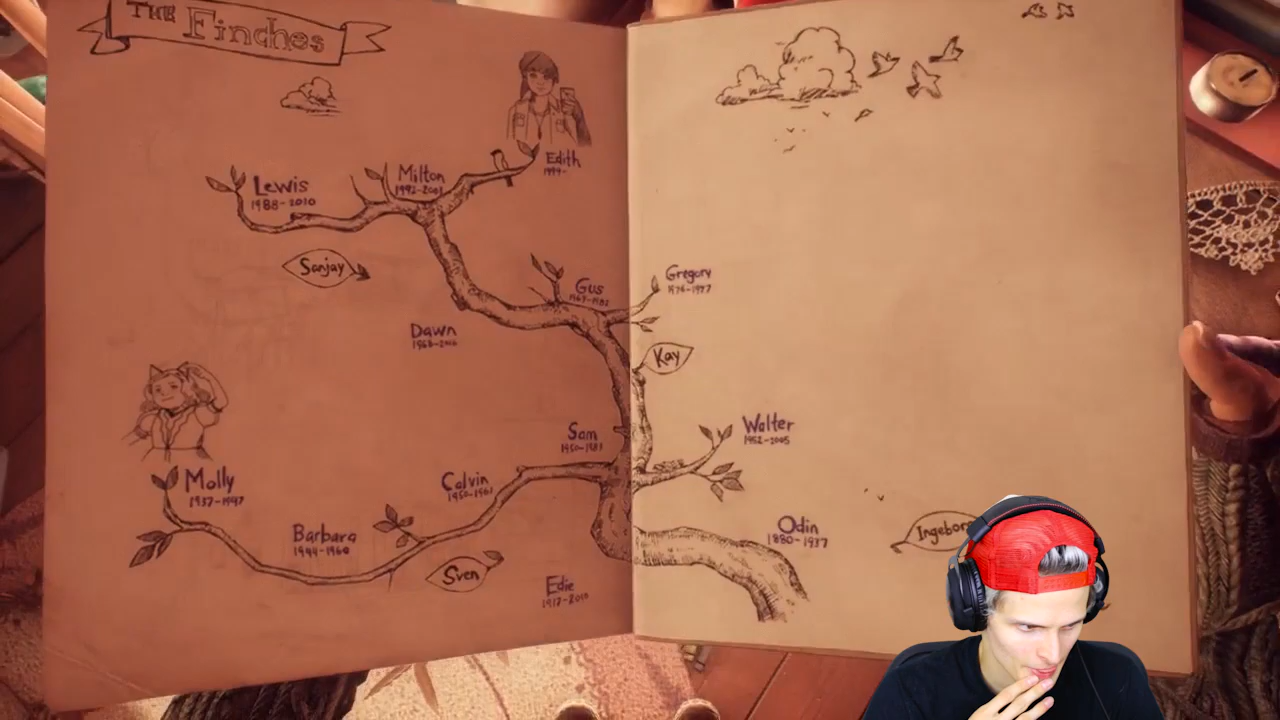 THE Finches
Edith
Milton
Lewis
1988-2010
Sanjay
Gregory
Gus
Kay
Dawn
Walter
1952-2005
Sam
Molly
Calvin
Barbara
Odin
1880-1937
Ingeborg
Sven
Edie